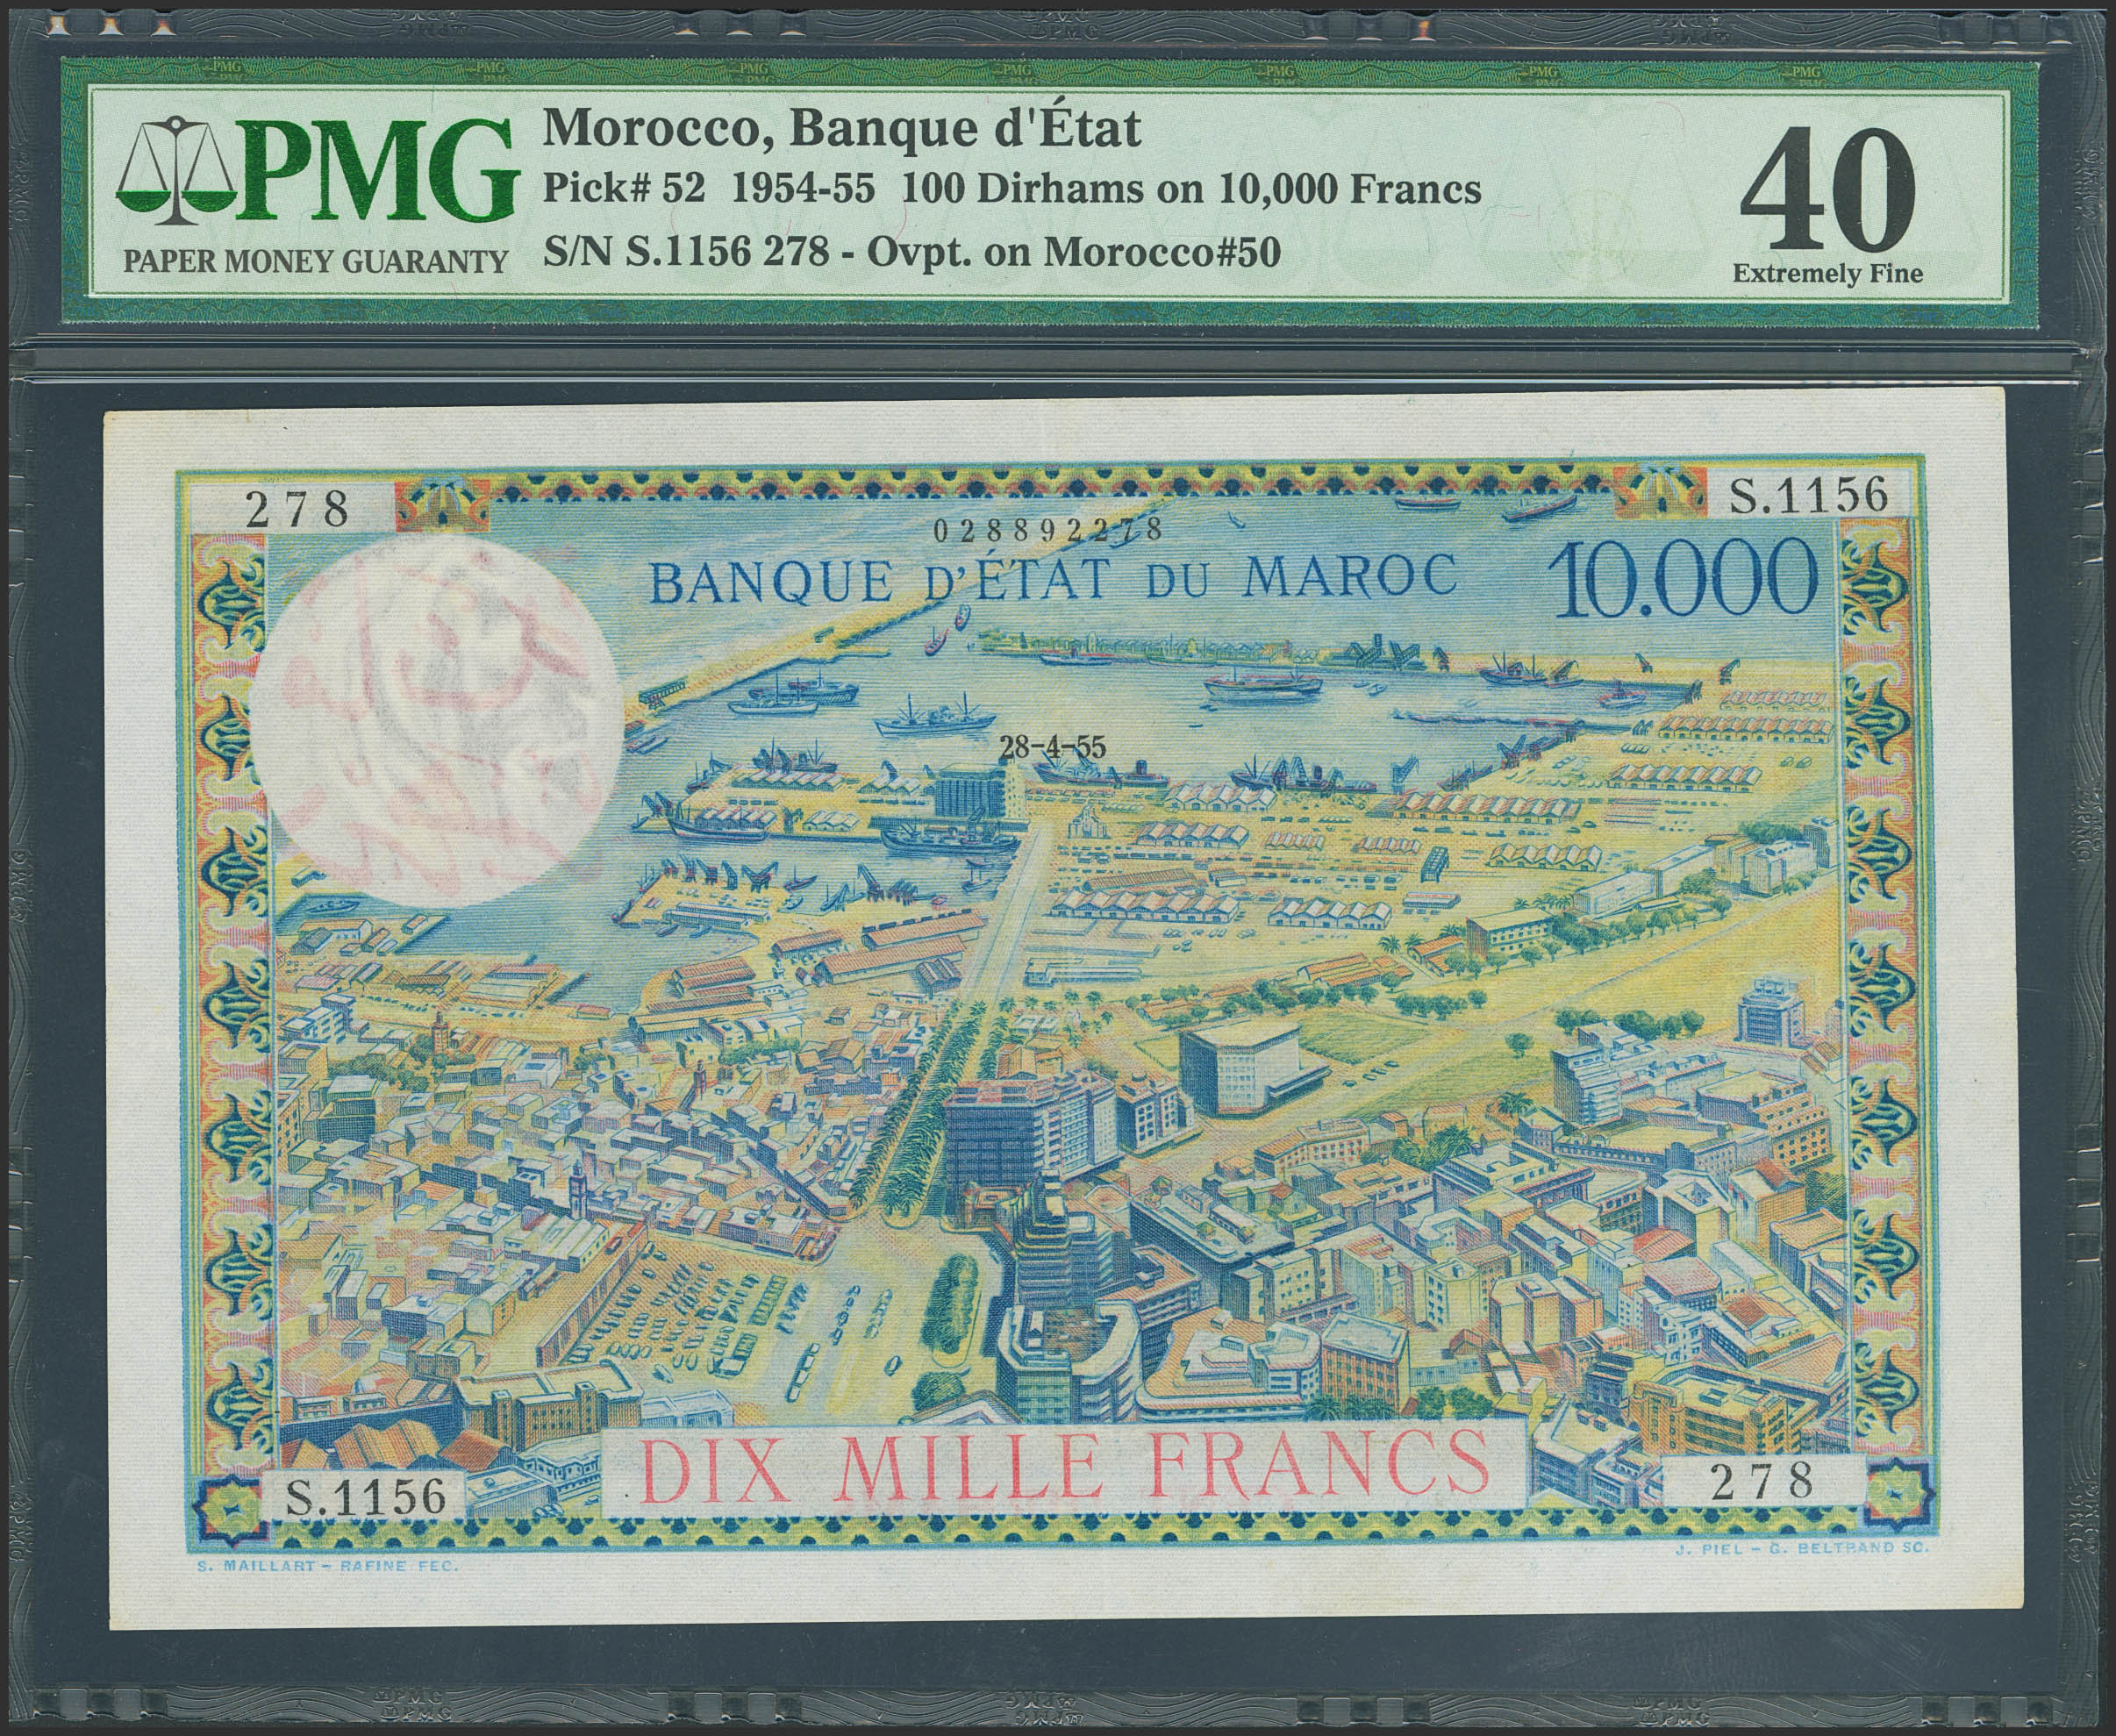 PMG
PAPER MONEY GUARANTY
Morocco, Banque d'État
Pick# 52 1954-55 100 Dirhams on 10,000 Francs
S/N S.1156 278 - Ovpt. on Morocco#50
40
Extremely Fine
278
S.1156
028892278
BANQUE D'ÉTAT DU MAROC
10.000
28-4-55
DIX MILLE FRANCS
S.1156
278
S. MAILLART - RAFINE FEC.
J. PIEL - G. BELTRAND SC.